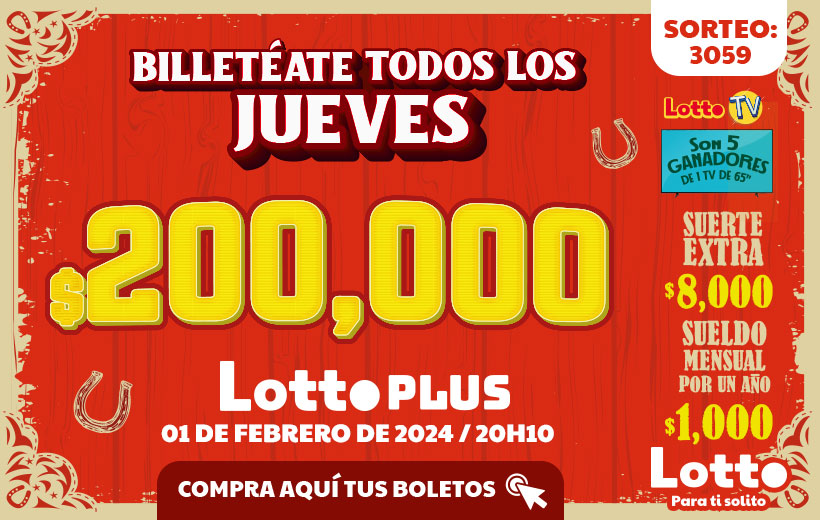 BILLETÉATE TODOS LOS
JUEVES
$200,000
Lotto PLUS
01 DE FEBRERO DE 2024 / 20H10
COMPRA AQUÍ TUS BOLETOS
SORTEO:
3059
Lotto TV
SON 5
GANADORES
DE 1 TV DE 65"
SUERTE
EXTRA
$8,000
SUELDO
MENSUAL
POR UN AÑO
$1,000
Lotto
Para ti solito